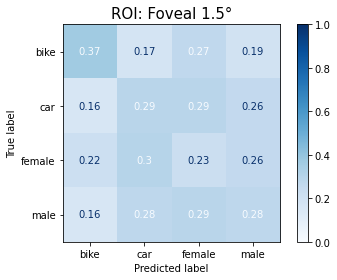 ROI: Foveal 1.5°
True label
bike 0.37 0.17 0.27 0.19
car 0.16 0.29 0.29 0.26
female 0.22 0.3 0.23 0.26
male 0.16 0.28 0.29 0.28
bike car female male
Predicted label
1.0
0.8
0.6
0.4
0.2
0.0